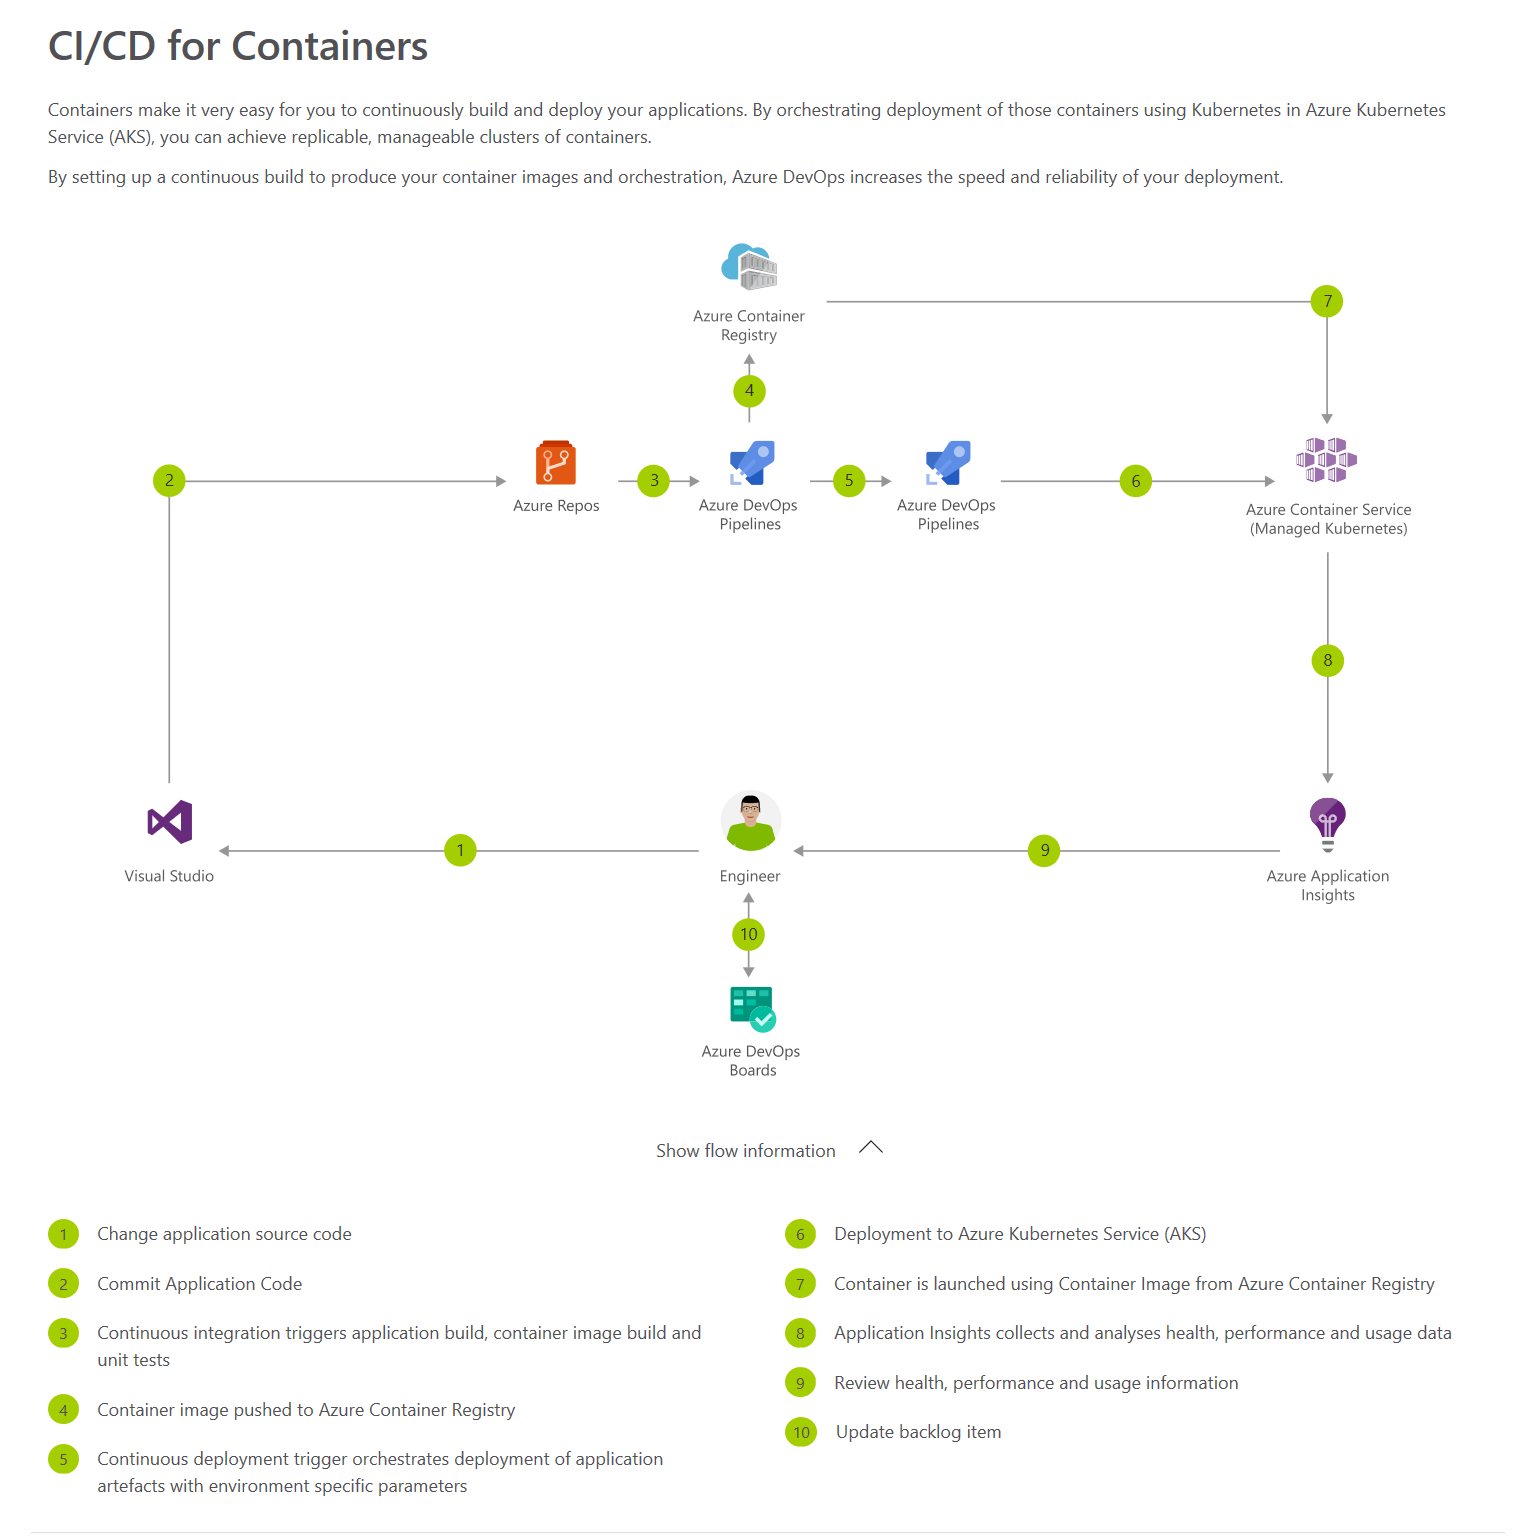 CI/CD for Containers
Containers make it very easy for you to continuously build and deploy your applications. By orchestrating deployment of those containers using Kubernetes in Azure Kubernetes
Service (AKS), you can achieve replicable, manageable clusters of containers.
By setting up a continuous build to produce your container images and orchestration, Azure DevOps increases the speed and reliability of your deployment.
7
Azure Container
Registry
4
2
3
5
6
Azure Repos
Azure DevOps
Pipelines
Azure DevOps
Pipelines
Azure Container Service
(Managed Kubernetes)
8
1
9
Visual Studio
Engineer
Azure Application
Insights
10
Azure DevOps
Boards
Show flow information
1 Change application source code
2 Commit Application Code
3 Continuous integration triggers application build, container image build and
unit tests
4 Container image pushed to Azure Container Registry
5 Continuous deployment trigger orchestrates deployment of application
artefacts with environment specific parameters
6 Deployment to Azure Kubernetes Service (AKS)
7 Container is launched using Container Image from Azure Container Registry
8 Application Insights collects and analyses health, performance and usage data
9 Review health, performance and usage information
10 Update backlog item